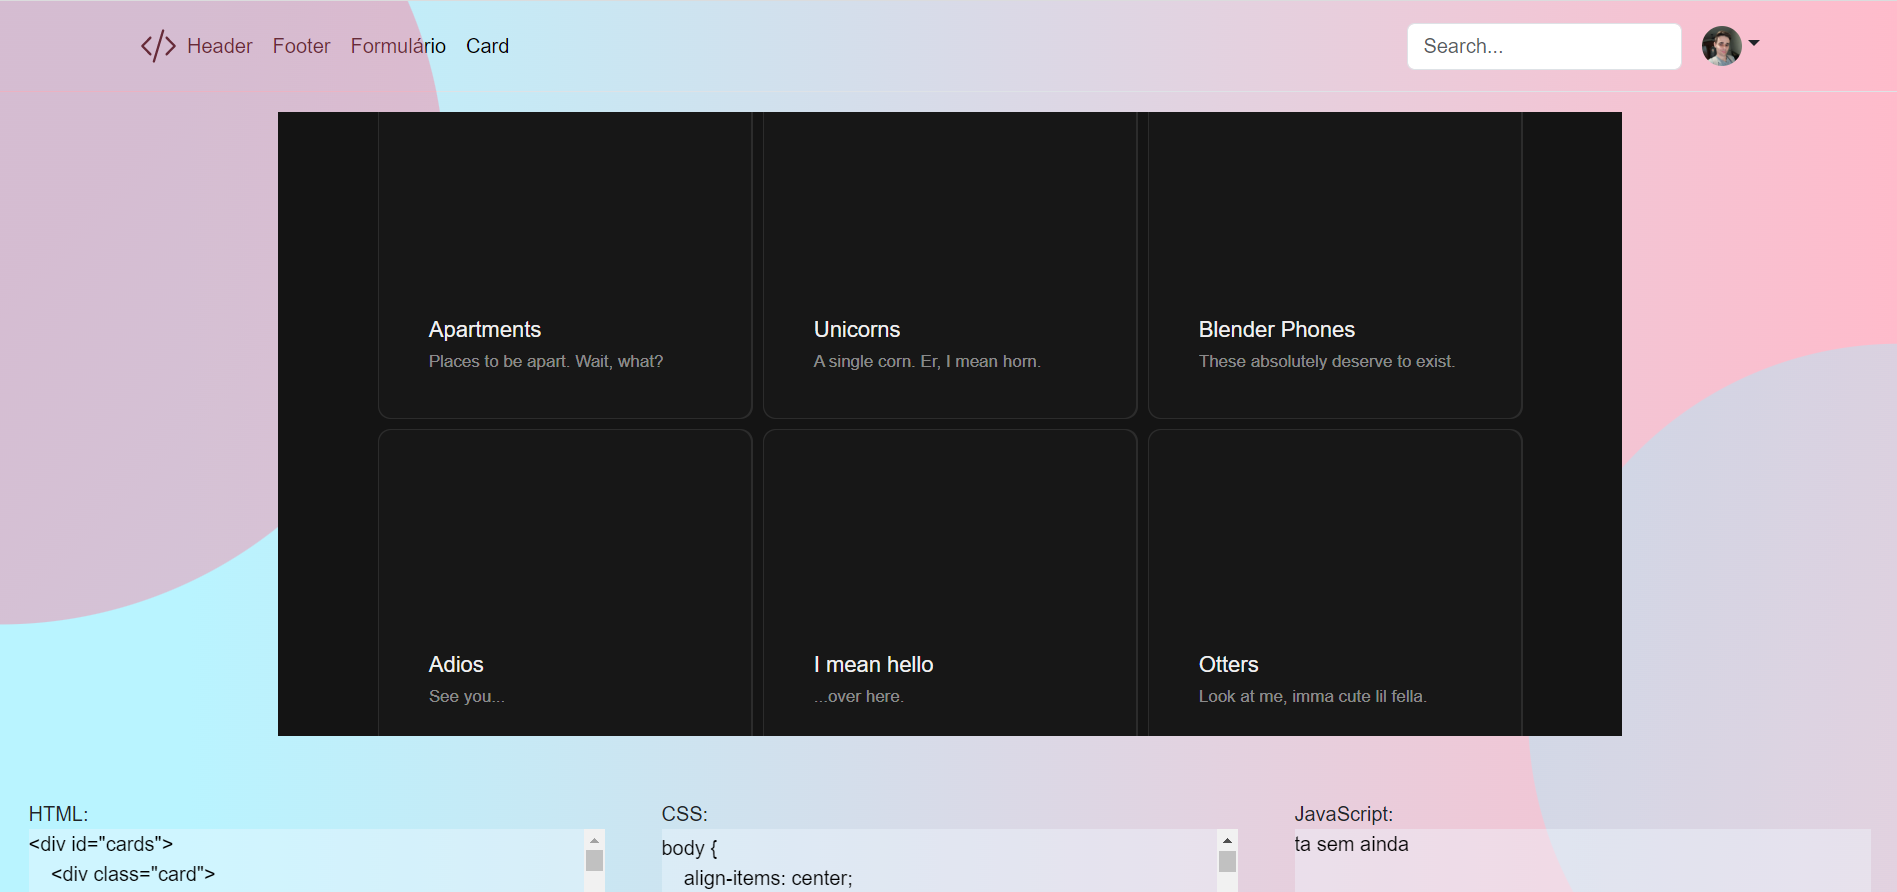 </> Header Footer Formulário Card Search...
Apartments Unicorns Blender Phones
Places to be apart. Wait, what? A single corn. Er, I mean horn. These absolutely deserve to exist.
Adios I mean hello Otters
See you... ...over here. Look at me, imma cute lil fella.
HTML: CSS: JavaScript:
<div id="cards"> body { ta sem ainda
<div class="card"> align-items: center;